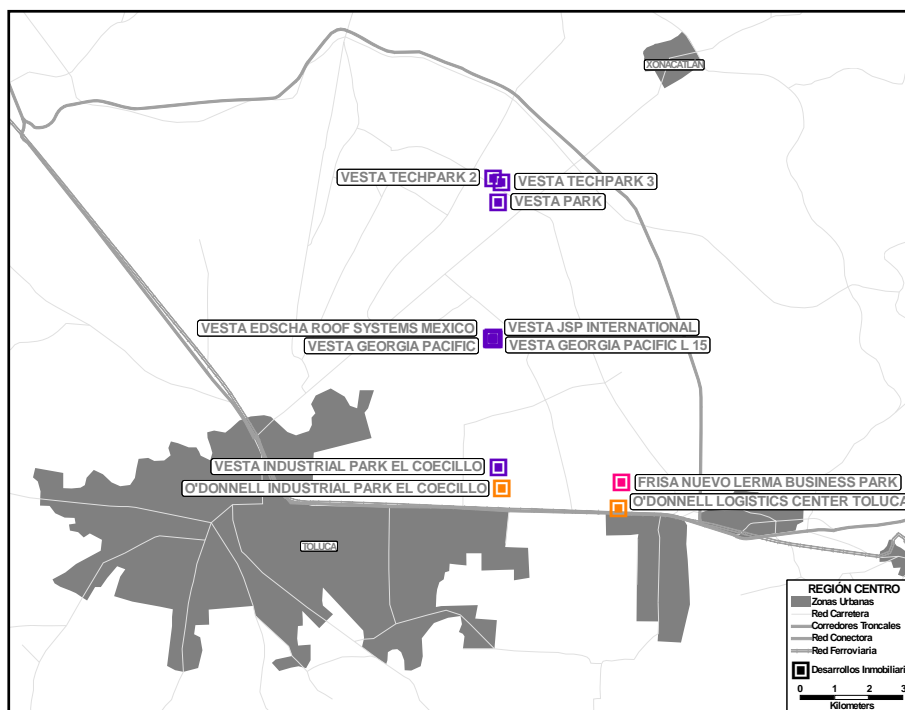 XONACATLAN
VESTA TECHPARK 2
VESTA TECHPARK 3
VESTA PARK
VESTA EDSCHA ROOF SYSTEMS MEXICO
VESTA JSP INTERNATIONAL
VESTA GEORGIA PACIFIC
VESTA GEORGIA PACIFIC L 15
VESTA INDUSTRIAL PARK EL COECILLO
O'DONNELL INDUSTRIAL PARK EL COECILLO
FRISA NUEVO LERMA BUSINESS PARK
O'DONNELL LOGISTICS CENTER TOLUCA
TOLUCA
REGIÓN CENTRO
Zonas Urbanas
Red Carretera
Corredores Troncales
Red Conectora
Red Ferroviaria
Desarrollos Inmobiliari
0 1 2 3
Kilometers